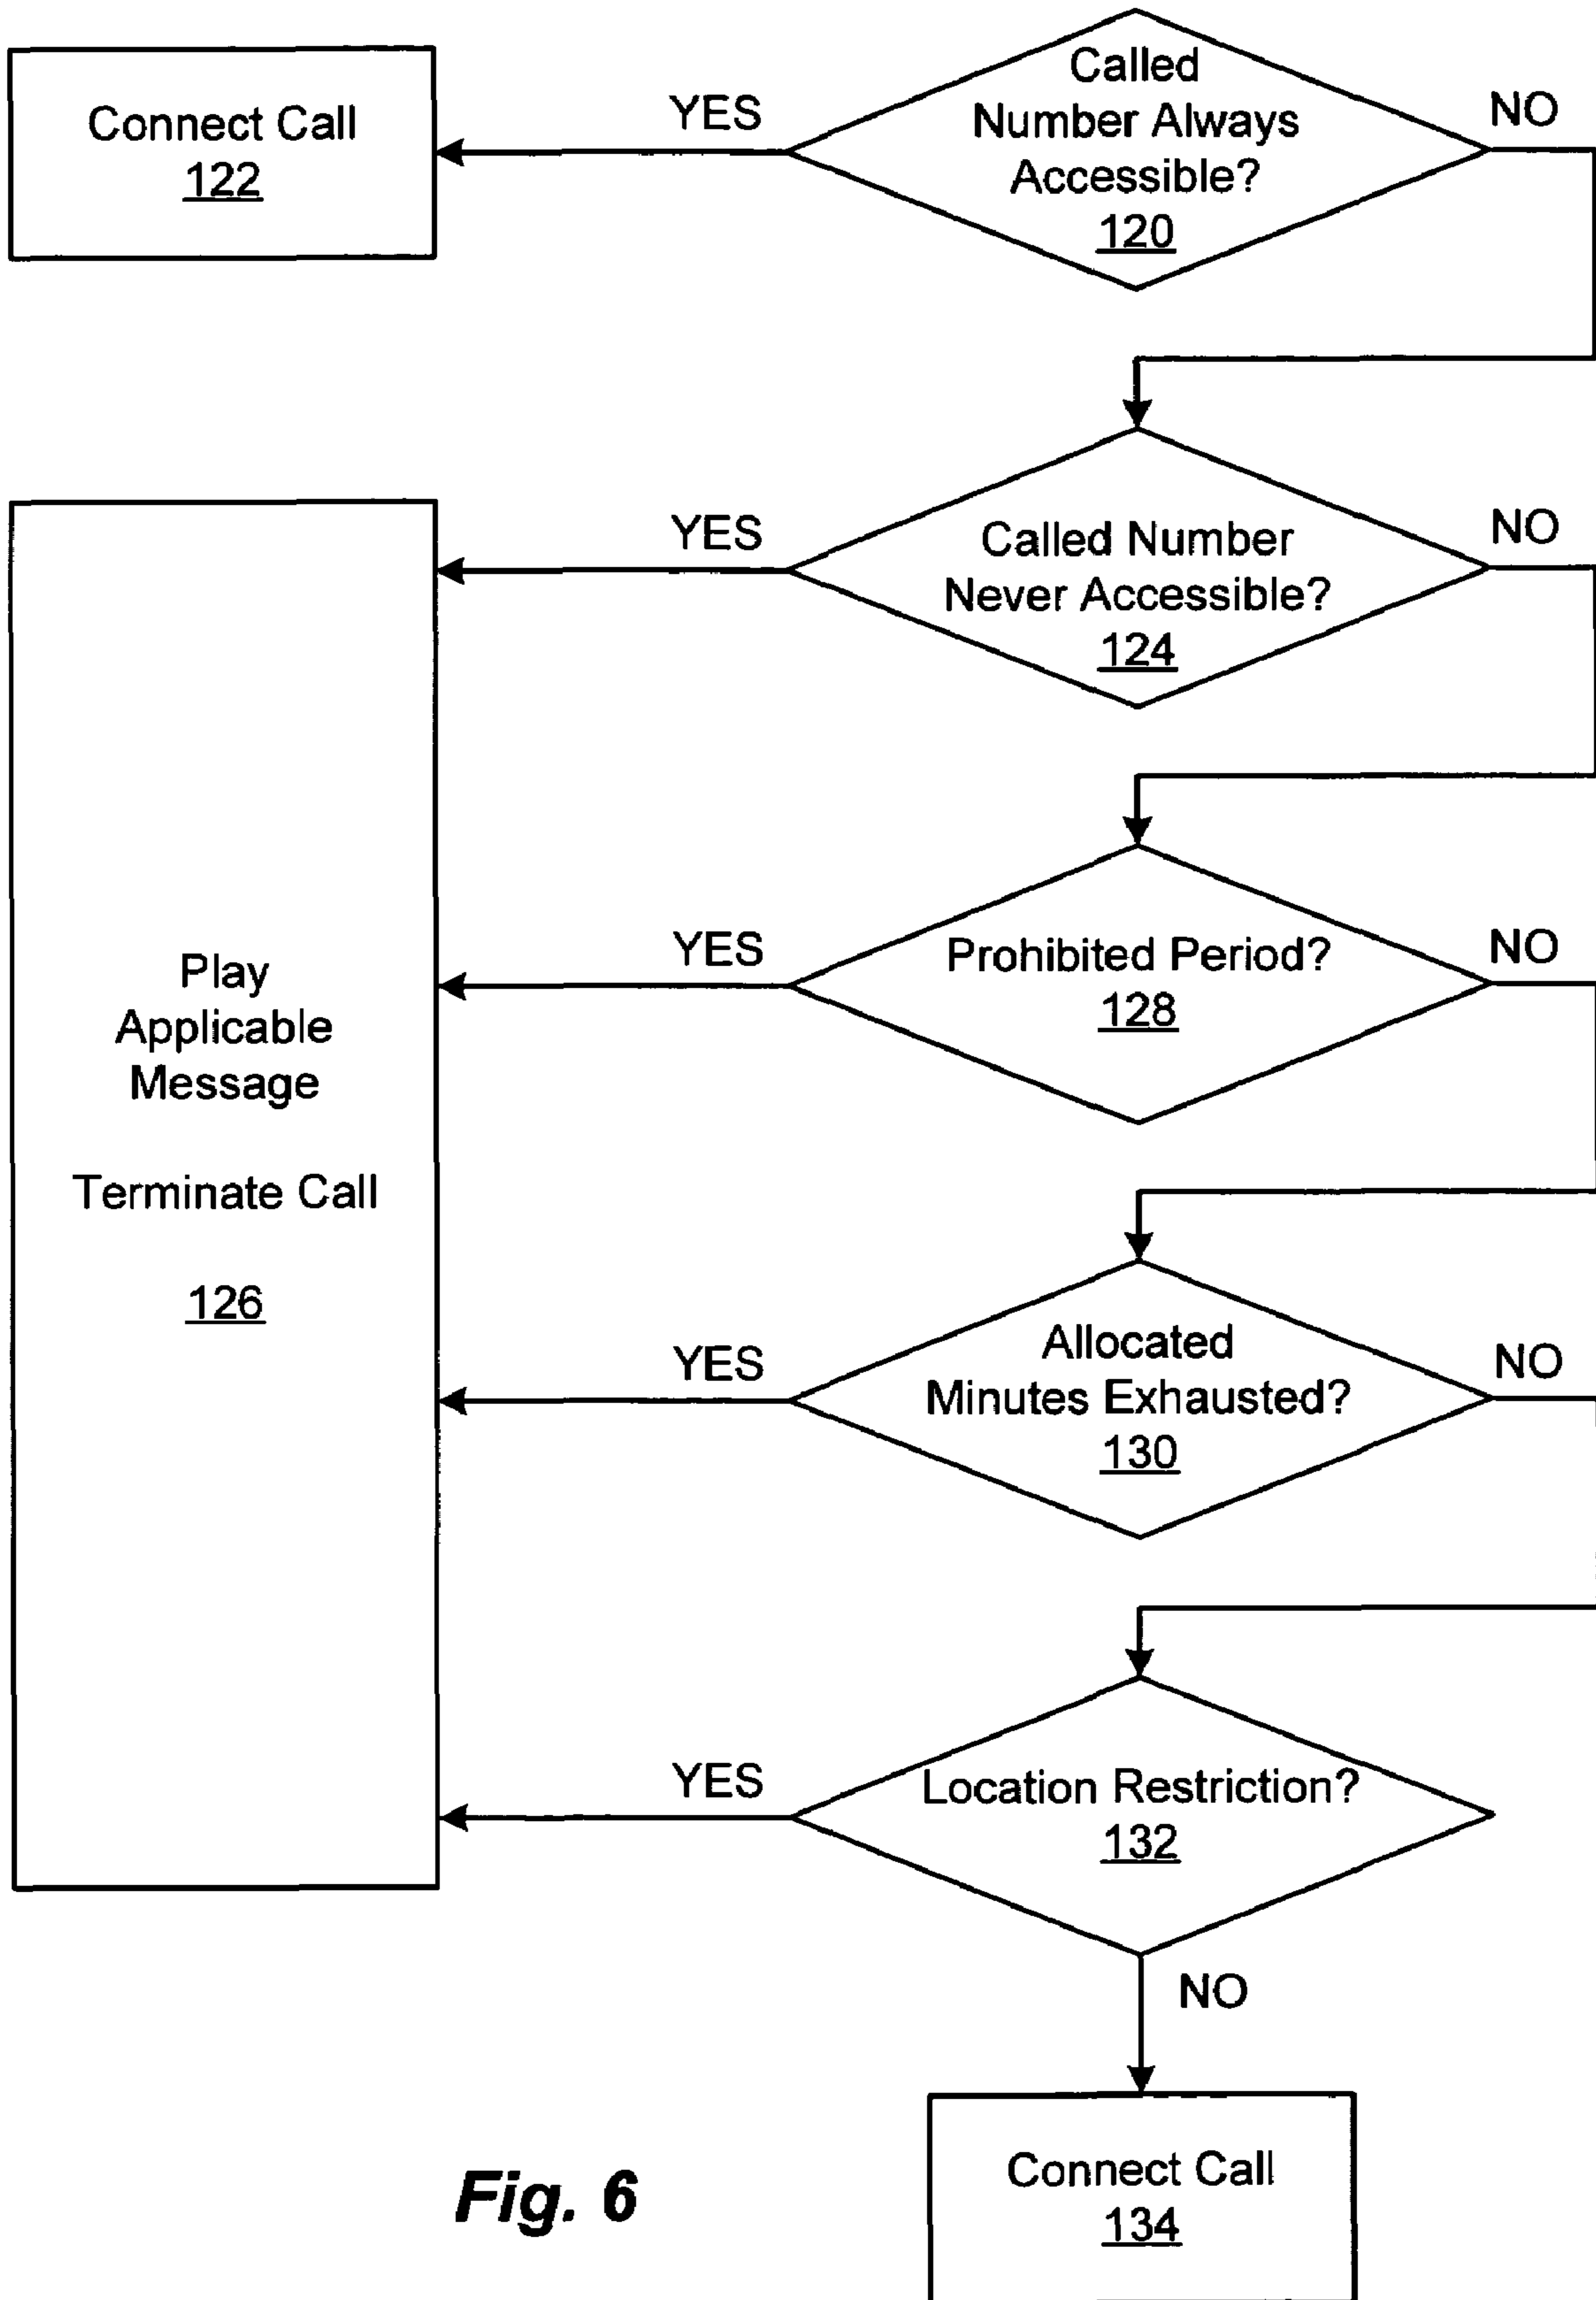 Called
Number Always
Accessible?
120
YES
NO
Connect Call
122
Called Number
Never Accessible?
124
YES
NO
Play
Applicable
Message
Terminate Call
126
Prohibited Period?
128
YES
NO
Allocated
Minutes Exhausted?
130
YES
NO
Location Restriction?
132
YES
NO
Connect Call
134
Fig. 6